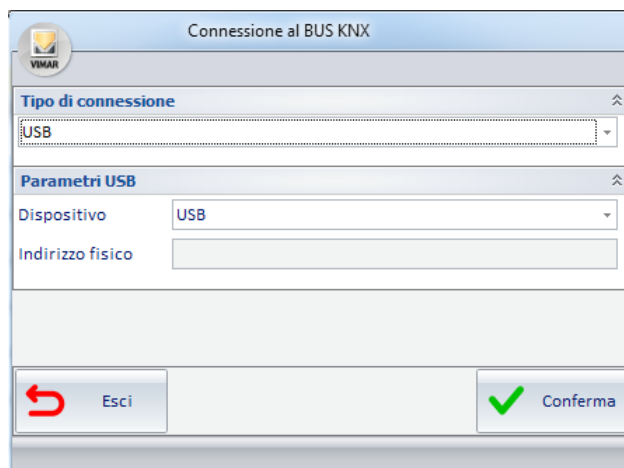 Connessione al BUS KNX
VIMAR
Tipo di connessione
USB
Parametri USB
Dispositivo USB
Indirizzo fisico
Esci Conferma